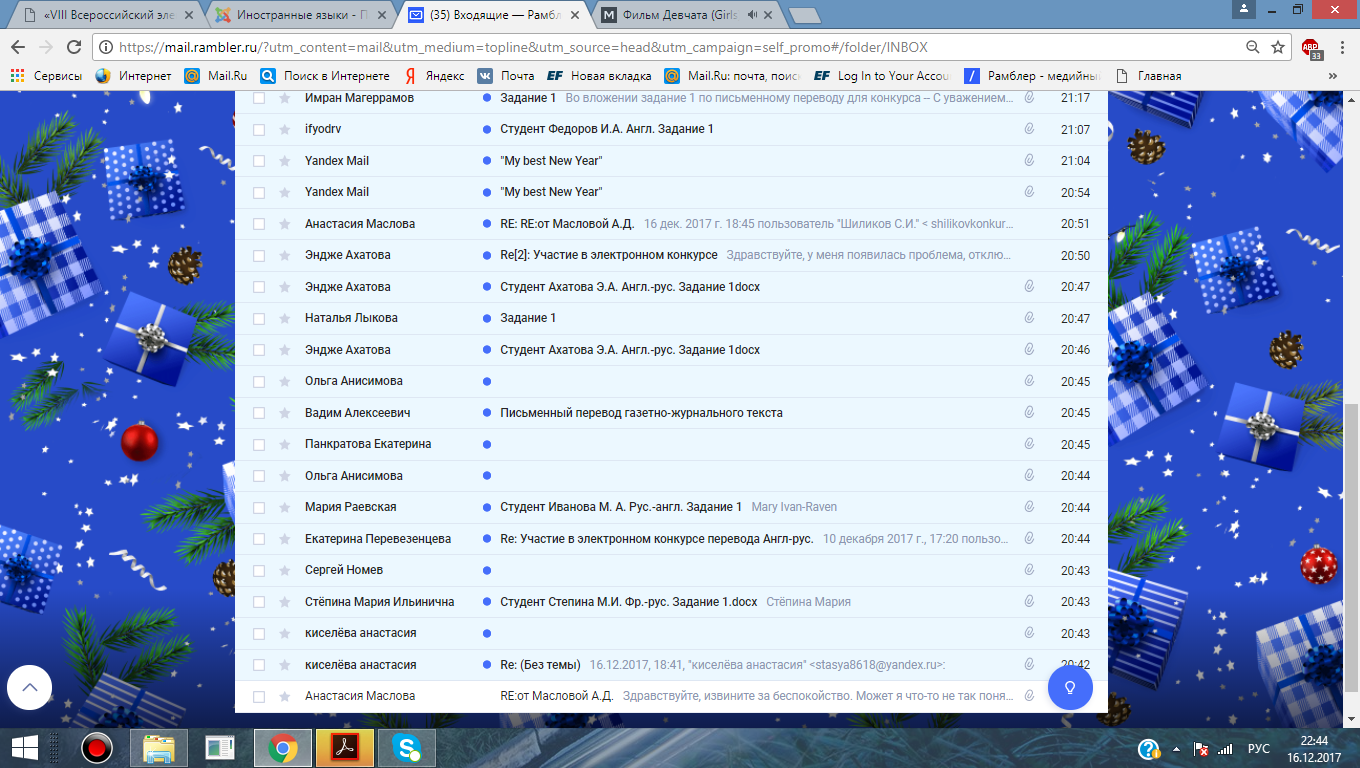 «VIII Всероссийский эле
Иностранные языки - П
(35) Входящие — Рамбл
Фильм Девчата (Girls
https://mail.rambler.ru/?utm_content=mail&utm_medium=topline&utm_source=head&utm_campaign=self_promo#/folder/INBOX
ABP 33
Сервисы Интернет Mail.Ru Поиск в Интернете Яндекс Почта Новая вкладка Mail.Ru: почта, поиск Log In to Your Accou Рамблер - медийны Главная
Имран Магеррамов Задание 1 Во вложении задание 1 по письменному переводу для конкурса – С уважением... 21:17
ifyodrv Студент Федоров И.А. Англ. Задание 1 21:07
Yandex Mail "My best New Year" 21:04
Yandex Mail "My best New Year" 20:54
Анастасия Маслова RE: RE:от Масловой А.Д. 16 дек. 2017 г. 18:45 пользователь "Шиликов С.И." < shilikovkonkur... 20:51
Эндже Ахатова Re[2]: Участие в электронном конкурсе Здравствуйте, у меня появилась проблема, отклю... 20:50
Эндже Ахатова Студент Ахатова Э.А. Англ.-рус. Задание 1docx 20:47
Наталья Лыкова Задание 1 20:47
Эндже Ахатова Студент Ахатова Э.А. Англ.-рус. Задание 1docx 20:46
Ольга Анисимова 20:45
Вадим Алексеевич Письменный перевод газетно-журнального текста 20:45
Панкратова Екатерина 20:45
Ольга Анисимова 20:44
Мария Раевская Студент Иванова М. А. Рус.-англ. Задание 1 Mary Ivan-Raven 20:44
Екатерина Перевезенцева Re: Участие в электронном конкурсе перевода Англ-рус. 10 декабря 2017 г., 17:20 пользо... 20:44
Сергей Номев 20:43
Стёпина Мария Ильинична Студент Степина М.И. Фр.-рус. Задание 1.docx Стёпина Мария 20:43
киселёва анастасия 20:43
киселёва анастасия Re: (Без темы) 16.12.2017, 18:41, "киселёва анастасия" <stasya8618@yandex.ru>: 20:42
Анастасия Маслова RE:от Масловой А.Д. Здравствуйте, извините за беспокойство. Может я что-то не так поня...
РУС
22:44
16.12.2017